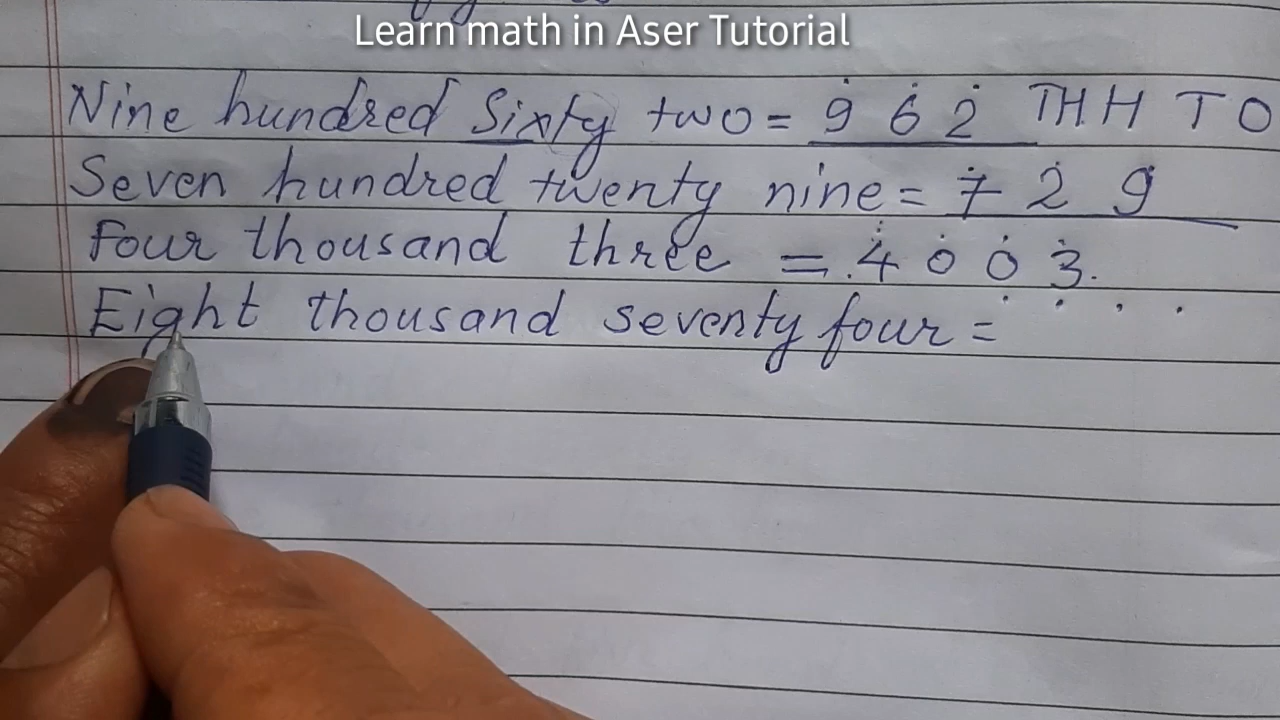 Learn math in Aser Tutorial
Nine hundred Sixty two = 9 6 2 TH H T O
Seven hundred twenty nine = 7 2 9
four thousand three = 4 0 0 3.
Eight thousand seventy four =